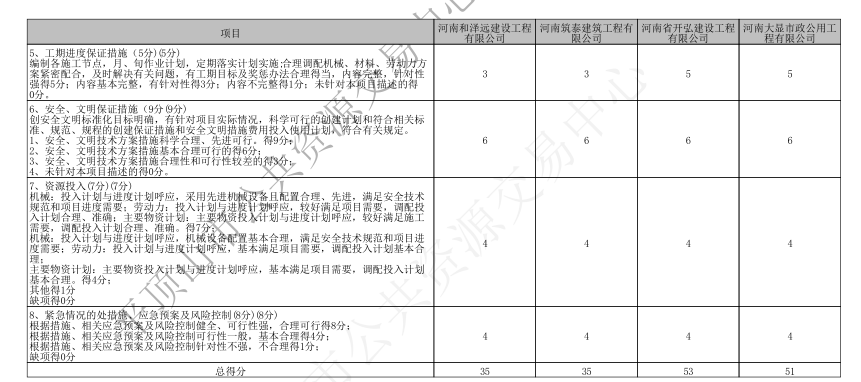 项目
河南和泽远建设工程
有限公司
河南筑泰建筑工程有
限公司
河南省开弘建设工程
有限公司
河南大显市政公用工
程有限公司
5、工期进度保证措施（5分)(5分)
编制各施工节点，月、旬作业计划，定期落实计划实施;合理调配机械、材料、劳动力方
案紧密配合，及时解决有关问题，有工期目标及奖惩办法合理得当，内容完整，针对性
强得5分；内容基本完整，有针对性得3分；内容不完整得1分；未针对本项目描述的得
0分。
3
3
5
5
6、安全、文明保证措施（9分)(9分)
创安全文明标准化目标明确，有针对项目实际情况，科学可行的创建计划和符合相关标
准、规范、规程的创建保证措施和安全文明措施费用投入使用计划，符合有关规定。
1、安全、文明技术方案措施科学合理、先进可行，得9分；
2、安全、文明技术方案措施基本合理可行的得6分；
3、安全、文明技术方案措施合理性和可行性较差的得3分；
4、未针对本项目描述的得0分。
6
6
6
6
7、资源投入(7分)(7分)
机械：投入计划与进度计划呼应，采用先进机械设备且配置合理、先进，满足安全技术
规范和项目进度需要；劳动力：投入计划与进度计划呼应，较好满足项目需要，调配投
入计划合理、准确；主要物资计划：主要物资投入计划与进度计划呼应，较好满足施工
需要，调配投入计划合理、准确。得7分；
机械：投入计划与进度计划呼应，机械设备配置基本合理，满足安全技术规范和项目进
度需要；劳动力：投入计划与进度计划呼应，基本满足项目需要，调配投入计划基本合
理；
主要物资计划：主要物资投入计划与进度计划呼应，基本满足项目需要，调配投入计划
基本合理。得4分；
其他得1分
缺项得0分
4
4
4
4
8、紧急情况的处措施、应急预案及风险控制(8分)(8分)
根据措施、相关应急预案及风险控制健全、可行性强，合理可行得8分；
根据措施、相关应急预案及风险控制可行性一般，基本合理得4分；
根据措施、相关应急预案及风险控制针对性不强，不合理得1分；
缺项得0分
4
4
4
4
总得分
35
35
53
51
平顶山市公共资源交易中心
市公共资源交易中心